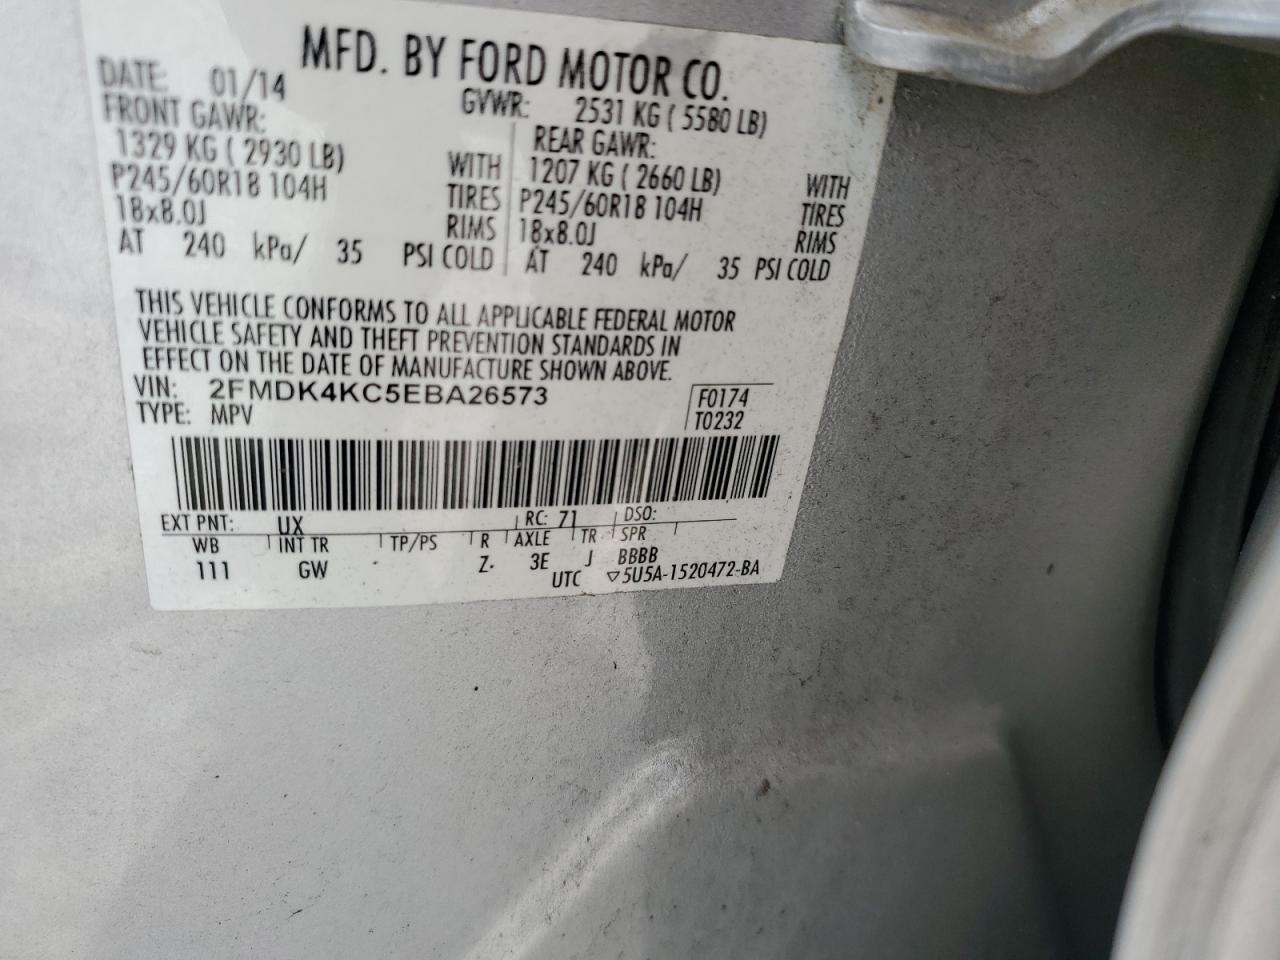 MFD. BY FORD MOTOR CO.
DATE: 01/14 GVWR: 2531 KG ( 5580 LB)
FRONT GAWR: REAR GAWR:
1329 KG ( 2930 LB) WITH 1207 KG ( 2660 LB) WITH
P245/60R18 104H TIRES P245/60R18 104H TIRES
18x8.0J RIMS 18x8.0J RIMS
AT 240 kPa/ 35 PSI COLD AT 240 kPa/ 35 PSI COLD
THIS VEHICLE CONFORMS TO ALL APPLICABLE FEDERAL MOTOR
VEHICLE SAFETY AND THEFT PREVENTION STANDARDS IN
EFFECT ON THE DATE OF MANUFACTURE SHOWN ABOVE.
VIN: 2FMDK4KC5EBA26573 F0174
TYPE: MPV T0232
EXT PNT: UX RC: 71 DSO:
WB INT TR TP/PS R AXLE TR SPR
111 GW Z. 3E J BBBB
UTC ▽5U5A-1520472-BA